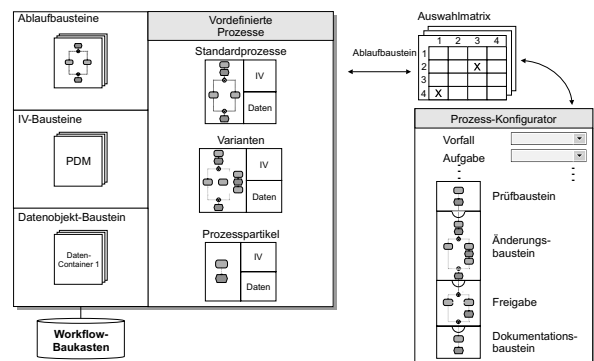 Ablaufbausteine
Vordefinierte
Prozesse
Standardprozesse
IV
Daten
IV-Bausteine
PDM
Varianten
IV
Daten
Datenobjekt-Baustein
Daten-
Container 1
Prozesspartikel
IV
Daten
Workflow-
Baukasten
Auswahlmatrix
Ablaufbaustein
1 2 3 4
1
2 X
3
4 X
Prozess-Konfigurator
Vorfall
Aufgabe
Prüfbaustein
Änderungs-
baustein
Freigabe
Dokumentations-
baustein